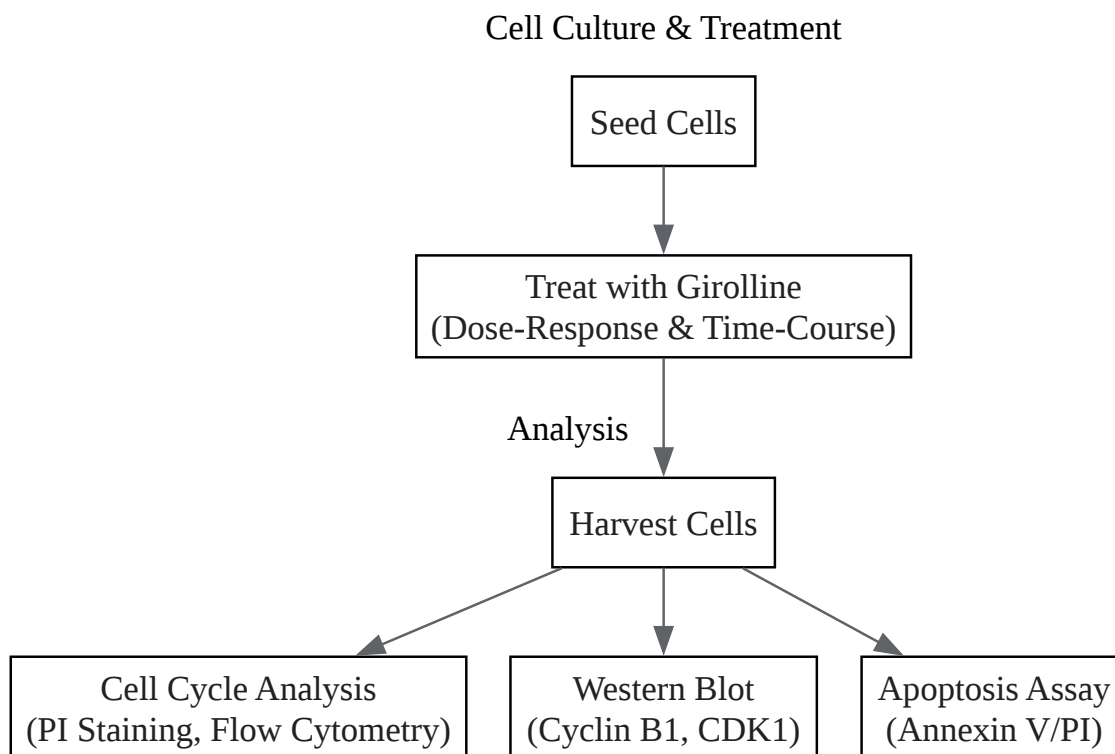 Cell Culture & Treatment
Seed Cells
Treat with Girolline
(Dose-Response & Time-Course)
Analysis
Harvest Cells
Cell Cycle Analysis
(PI Staining, Flow Cytometry)
Western Blot
(Cyclin B1, CDK1)
Apoptosis Assay
(Annexin V/PI)